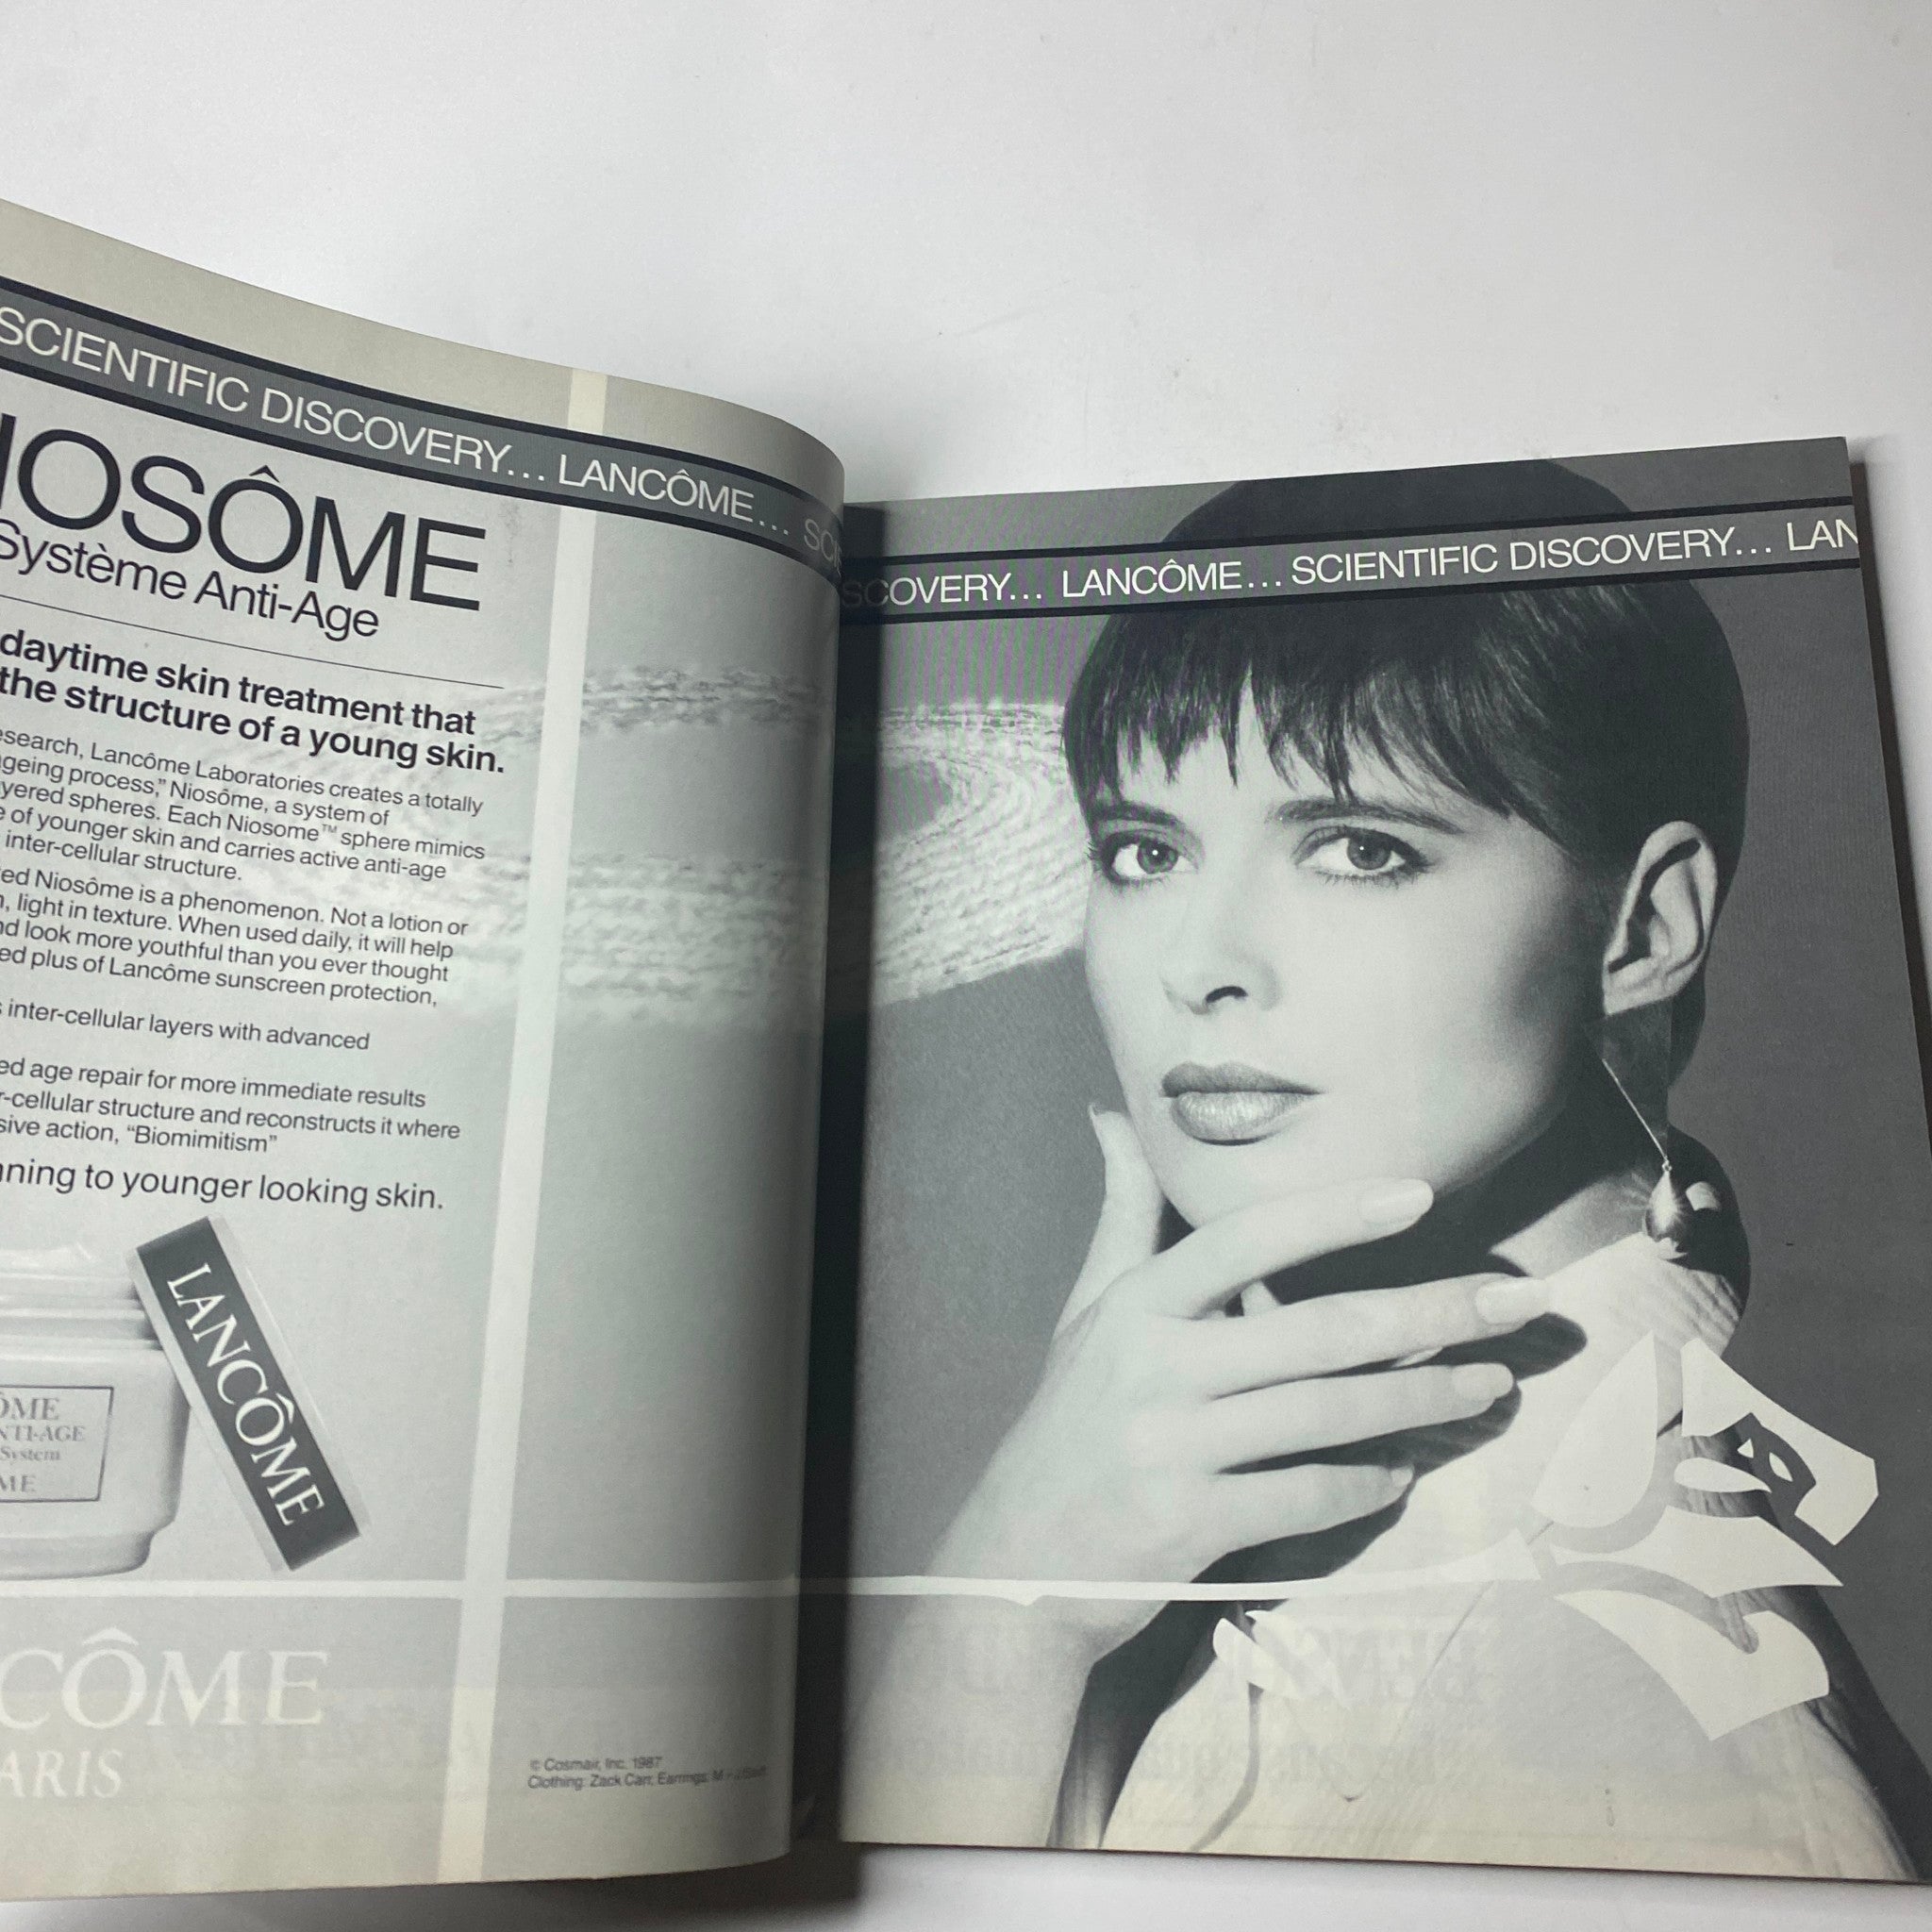 SCIENTIFIC DISCOVERY... LANCÔME...
IOSÔME
Système Anti-Age
daytime skin treatment that
the structure of a young skin.
search, Lancôme Laboratories creates a totally
geing process," Niosôme, a system of
yered spheres. Each Niosome™ sphere mimics
e of younger skin and carries active anti-age
inter-cellular structure.
ed Niosôme is a phenomenon. Not a lotion or
, light in texture. When used daily, it will help
nd look more youthful than you ever thought
ed plus of Lancôme sunscreen protection,
inter-cellular layers with advanced
ed age repair for more immediate results
r-cellular structure and reconstructs it where
sive action, “Biomimitism”
nning to younger looking skin.
LANCÔME
ÔME
NTI-AGE
System
ME
CÔME
ARIS
© Cosmair, Inc. 1987
Clothing: Zack Carr, Earrings: M
SCOVERY... LANCÔME... SCIENTIFIC DISCOVERY... LAN